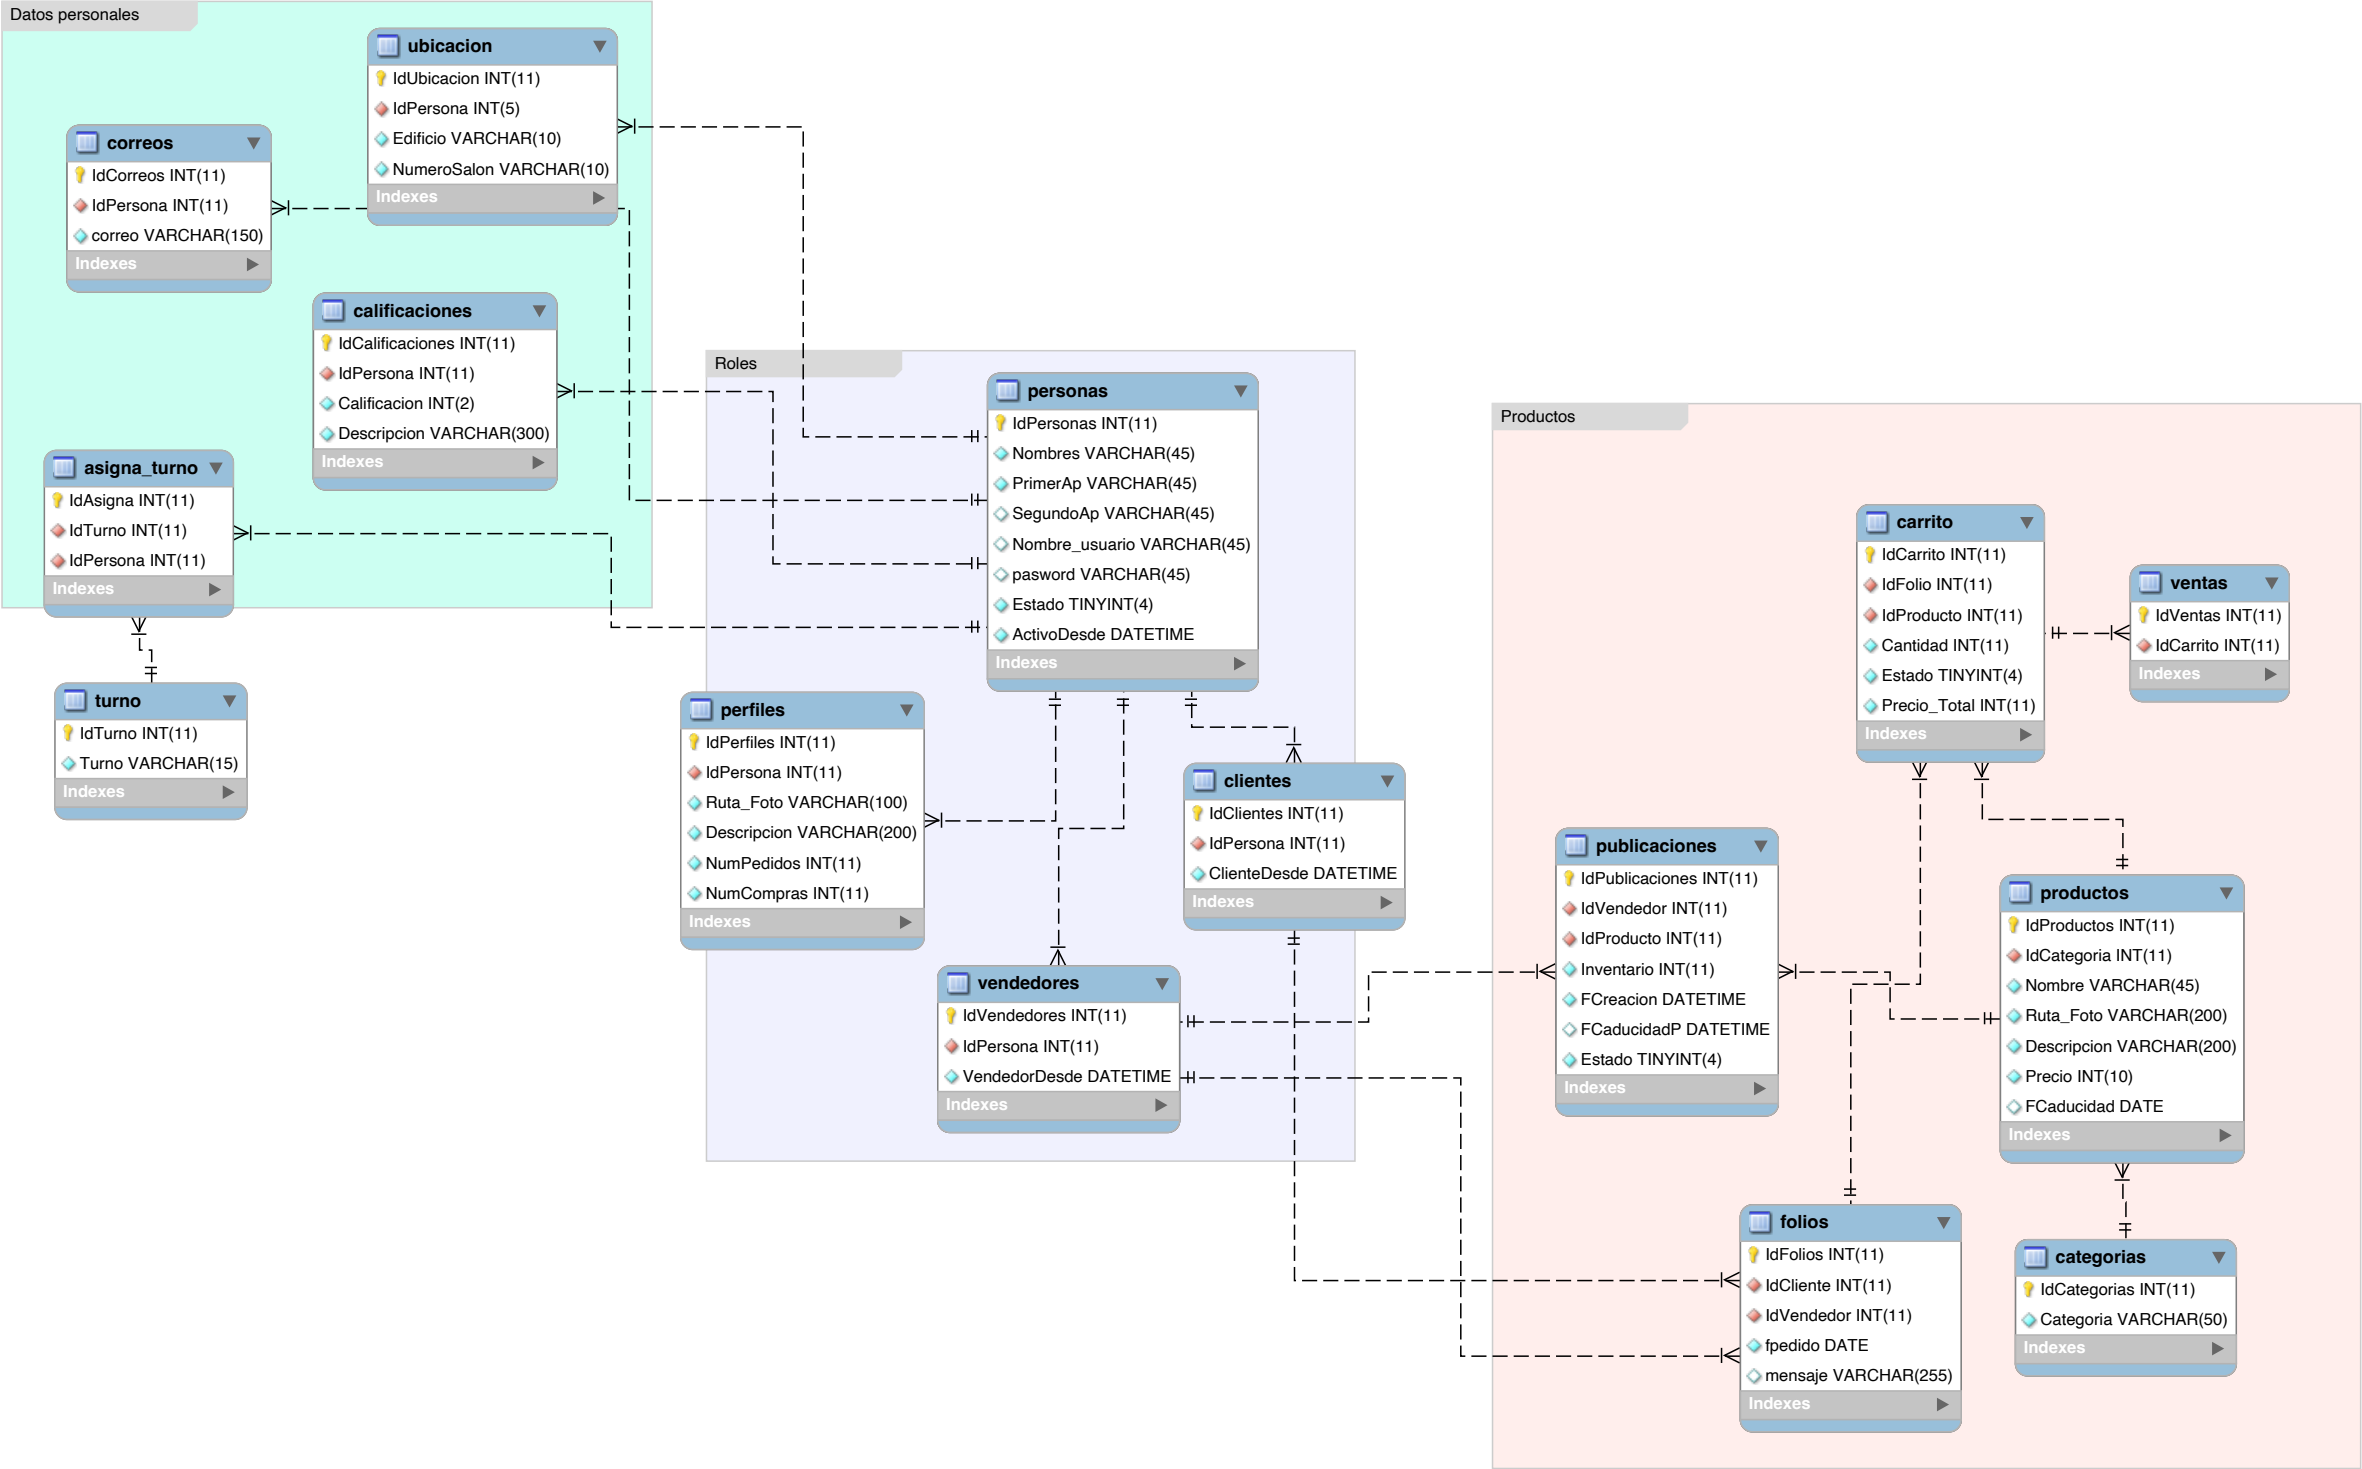 Datos personales
ubicacion
IdUbicacion INT(11)
IdPersona INT(5)
Edificio VARCHAR(10)
NumeroSalon VARCHAR(10)
Indexes
correos
IdCorreos INT(11)
IdPersona INT(11)
correo VARCHAR(150)
Indexes
calificaciones
IdCalificaciones INT(11)
IdPersona INT(11)
Calificacion INT(2)
Descripcion VARCHAR(300)
Indexes
asigna_turno
IdAsigna INT(11)
IdTurno INT(11)
IdPersona INT(11)
Indexes
turno
IdTurno INT(11)
Turno VARCHAR(15)
Indexes
Roles
personas
IdPersonas INT(11)
Nombres VARCHAR(45)
PrimerAp VARCHAR(45)
SegundoAp VARCHAR(45)
Nombre_usuario VARCHAR(45)
pasword VARCHAR(45)
Estado TINYINT(4)
ActivoDesde DATETIME
Indexes
perfiles
IdPerfiles INT(11)
IdPersona INT(11)
Ruta_Foto VARCHAR(100)
Descripcion VARCHAR(200)
NumPedidos INT(11)
NumCompras INT(11)
Indexes
clientes
IdClientes INT(11)
IdPersona INT(11)
ClienteDesde DATETIME
Indexes
vendedores
IdVendedores INT(11)
IdPersona INT(11)
VendedorDesde DATETIME
Indexes
Productos
carrito
IdCarrito INT(11)
IdFolio INT(11)
IdProducto INT(11)
Cantidad INT(11)
Estado TINYINT(4)
Precio_Total INT(11)
Indexes
ventas
IdVentas INT(11)
IdCarrito INT(11)
Indexes
publicaciones
IdPublicaciones INT(11)
IdVendedor INT(11)
IdProducto INT(11)
Inventario INT(11)
FCreacion DATETIME
FCaducidadP DATETIME
Estado TINYINT(4)
Indexes
productos
IdProductos INT(11)
IdCategoria INT(11)
Nombre VARCHAR(45)
Ruta_Foto VARCHAR(200)
Descripcion VARCHAR(200)
Precio INT(10)
FCaducidad DATE
Indexes
folios
IdFolios INT(11)
IdCliente INT(11)
IdVendedor INT(11)
fpedido DATE
mensaje VARCHAR(255)
Indexes
categorias
IdCategorias INT(11)
Categoria VARCHAR(50)
Indexes